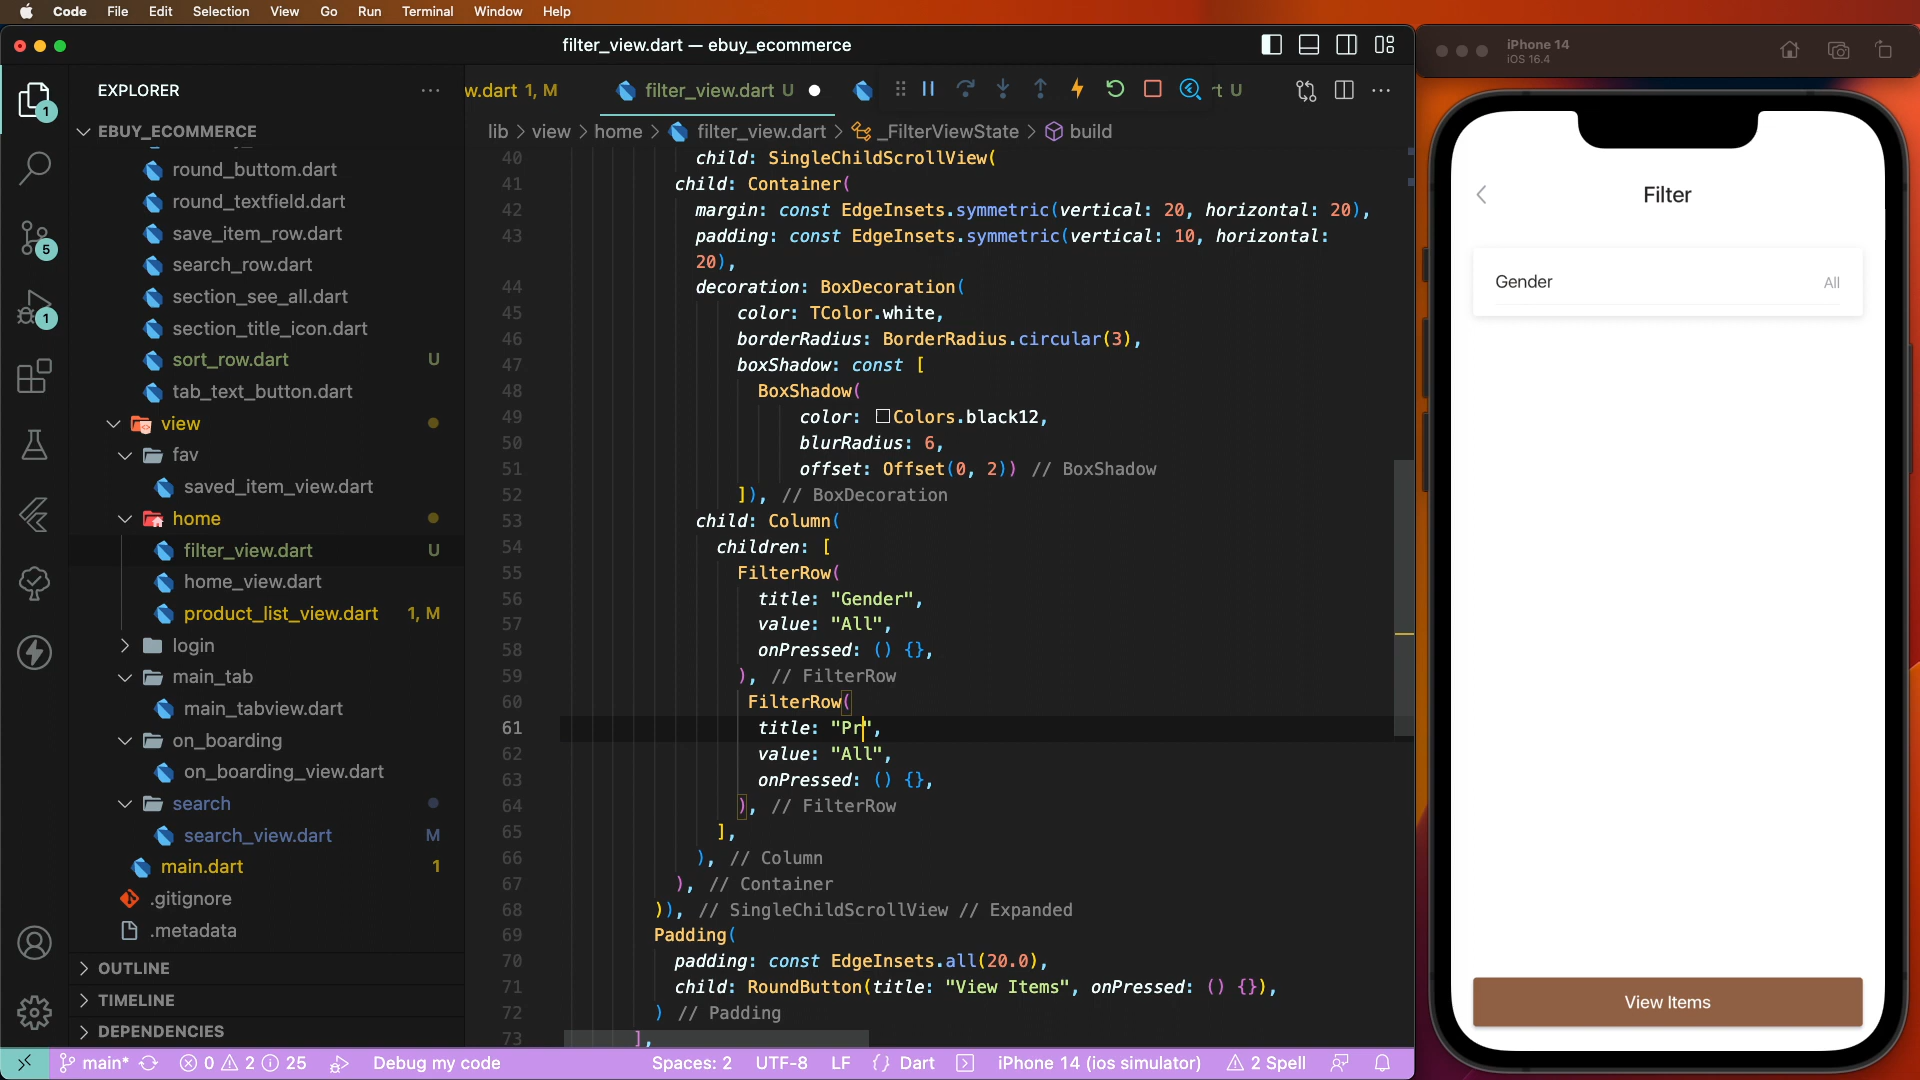 Code File Edit Selection View Go Run Terminal Window Help
filter_view.dart — ebuy_ecommerce
EXPLORER
EBUY_ECOMMERCE
round_buttom.dart
round_textfield.dart
save_item_row.dart
search_row.dart
section_see_all.dart
section_title_icon.dart
sort_row.dart U
tab_text_button.dart
view
fav
saved_item_view.dart
home
filter_view.dart U
home_view.dart
product_list_view.dart 1, M
login
main_tab
main_tabview.dart
on_boarding
on_boarding_view.dart
search
search_view.dart M
main.dart 1
.gitignore
.metadata
OUTLINE
TIMELINE
DEPENDENCIES
1
5
1
w.dart 1, M filter_view.dart U rt U
lib > view > home > filter_view.dart > _FilterViewState > build
40 child: SingleChildScrollView(
41 child: Container(
42 margin: const EdgeInsets.symmetric(vertical: 20, horizontal: 20),
43 padding: const EdgeInsets.symmetric(vertical: 10, horizontal:
20),
44 decoration: BoxDecoration(
45 color: TColor.white,
46 borderRadius: BorderRadius.circular(3),
47 boxShadow: const [
48 BoxShadow(
49 color: Colors.black12,
50 blurRadius: 6,
51 offset: Offset(0, 2)) // BoxShadow
52 ]), // BoxDecoration
53 child: Column(
54 children: [
55 FilterRow(
56 title: "Gender",
57 value: "All",
58 onPressed: () {},
59 ), // FilterRow
60 FilterRow(
61 title: "Pr",
62 value: "All",
63 onPressed: () {},
64 ), // FilterRow
65 ],
66 ), // Column
67 ), // Container
68 )), // SingleChildScrollView // Expanded
69 Padding(
70 padding: const EdgeInsets.all(20.0),
71 child: RoundButton(title: "View Items", onPressed: () {}),
72 ) // Padding
73 ],
main* 0 2 25 Debug my code Spaces: 2 UTF-8 LF {} Dart iPhone 14 (ios simulator) 2 Spell
iPhone 14
iOS 16.4
Filter
Gender All
View Items